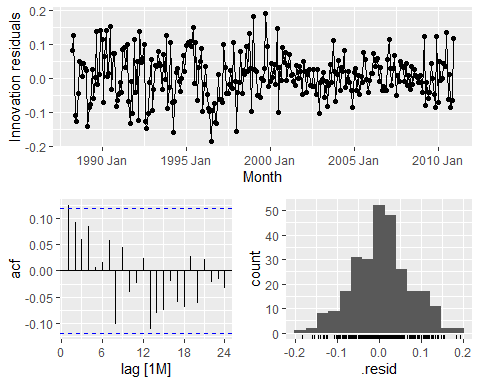 Innovation residuals
0.2
0.1
0.0
-0.1
-0.2
1990 Jan 1995 Jan 2000 Jan 2005 Jan 2010 Jan
Month
acf
0.10
0.05
0.00
-0.05
-0.10
0 6 12 18 24
lag [1M]
count
50
40
30
20
10
0
-0.2 -0.1 0.0 0.1 0.2
.resid